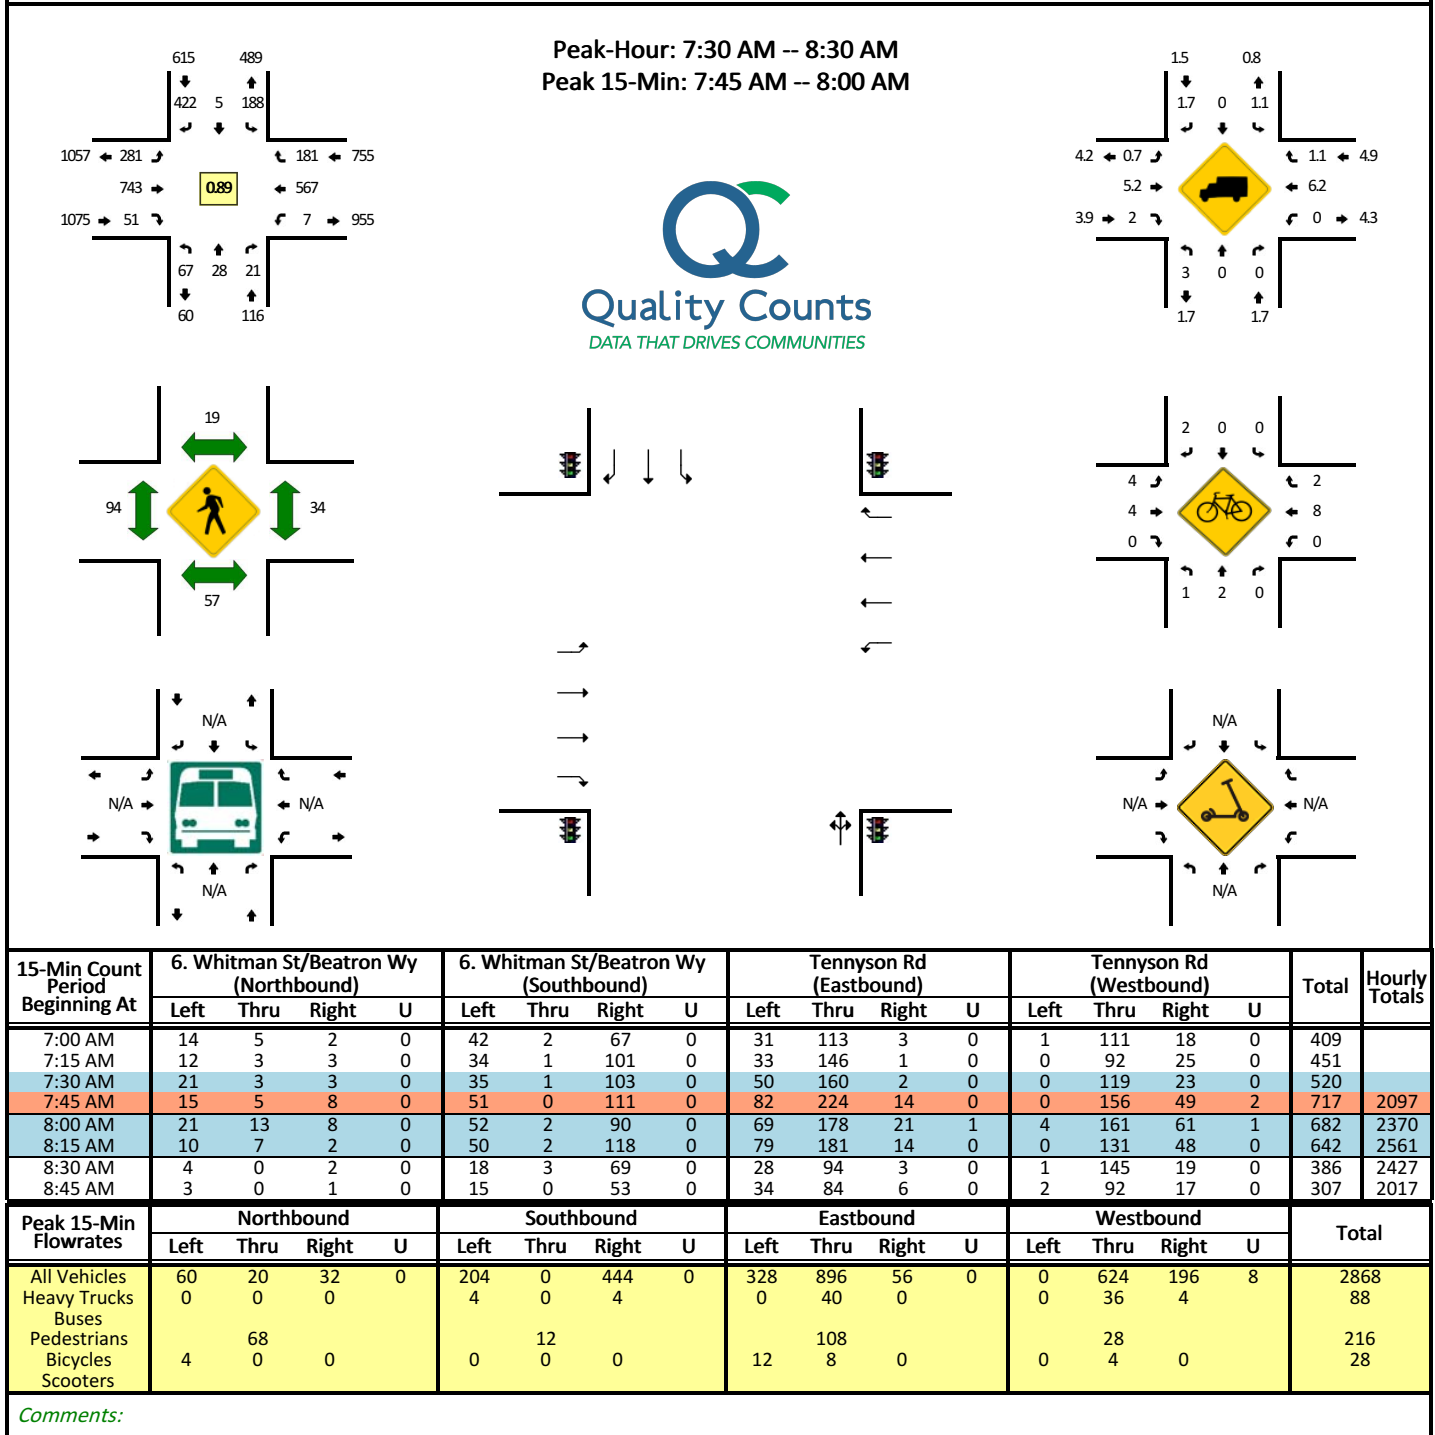 Peak-Hour: 7:30 AM -- 8:30 AM
Peak 15-Min: 7:45 AM -- 8:00 AM
615 489
422 5 188
1057 281 181 755
743 0.89 567
1075 51 7 955
67 28 21
60 116
1.5 0.8
1.7 0 1.1
4.2 0.7 1.1 4.9
5.2 6.2
3.9 2 0 4.3
3 0 0
1.7 1.7
QC
Quality Counts
DATA THAT DRIVES COMMUNITIES
19
94 34
57
2 0 0
4 2
4 8
0 0
1 2 0
N/A
N/A N/A
N/A
N/A
N/A N/A
N/A
15-Min Count Period Beginning At 6. Whitman St/Beatron Wy (Northbound) 6. Whitman St/Beatron Wy (Southbound) Tennyson Rd (Eastbound) Tennyson Rd (Westbound) Total Hourly Totals
Left Thru Right U Left Thru Right U Left Thru Right U Left Thru Right U
7:00 AM 14 5 2 0 42 2 67 0 31 113 3 0 1 111 18 0 409
7:15 AM 12 3 3 0 34 1 101 0 33 146 1 0 0 92 25 0 451
7:30 AM 21 3 3 0 35 1 103 0 50 160 2 0 0 119 23 0 520
7:45 AM 15 5 8 0 51 0 111 0 82 224 14 0 0 156 49 2 717 2097
8:00 AM 21 13 8 0 52 2 90 0 69 178 21 1 4 161 61 1 682 2370
8:15 AM 10 7 2 0 50 2 118 0 79 181 14 0 0 131 48 0 642 2561
8:30 AM 4 0 2 0 18 3 69 0 28 94 3 0 1 145 19 0 386 2427
8:45 AM 3 0 1 0 15 0 53 0 34 84 6 0 2 92 17 0 307 2017
Peak 15-Min Flowrates Northbound Southbound Eastbound Westbound Total
Left Thru Right U Left Thru Right U Left Thru Right U Left Thru Right U
All Vehicles 60 20 32 0 204 0 444 0 328 896 56 0 0 624 196 8 2868
Heavy Trucks 0 0 0 4 0 4 0 40 0 0 36 4 88
Buses
Pedestrians 68 12 108 28 216
Bicycles 4 0 0 0 0 0 12 8 0 0 4 0 28
Scooters
Comments: